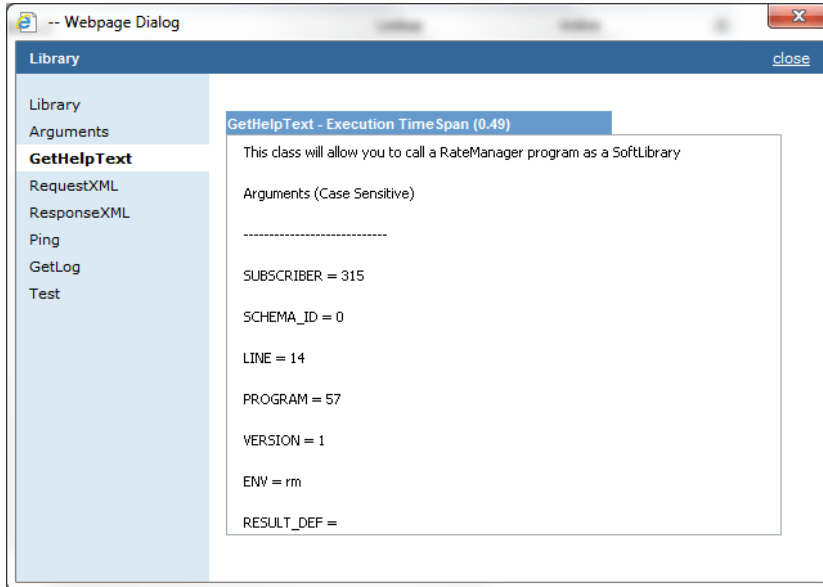 -- Webpage Dialog
Library
close
Library
Arguments
GetHelpText
RequestXML
ResponseXML
Ping
GetLog
Test
GetHelpText - Execution TimeSpan (0.49)
This class will allow you to call a RateManager program as a SoftLibrary
Arguments (Case Sensitive)
----------------------------
SUBSCRIBER = 315
SCHEMA_ID = 0
LINE = 14
PROGRAM = 57
VERSION = 1
ENV = rm
RESULT_DEF =